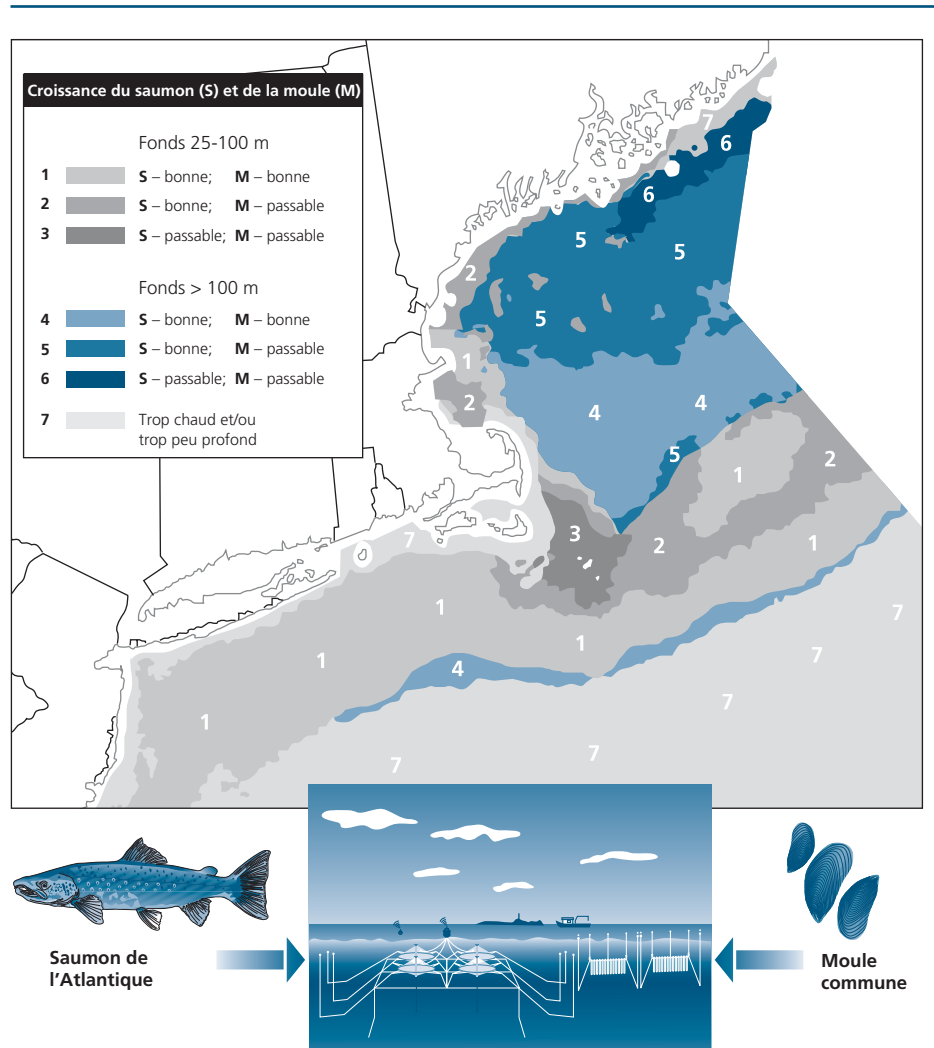 Croissance du saumon (S) et de la moule (M)
Fonds 25-100 m
1 S – bonne; M – bonne
2 S – bonne; M – passable
3 S – passable; M – passable
Fonds > 100 m
4 S – bonne; M – bonne
5 S – bonne; M – passable
6 S – passable; M – passable
7 Trop chaud et/ou
trop peu profond
7
6
6
5
5
2
5
1
4
4
2
5
1
2
3
2
7
1
1
1
1
7
4
7
1
7
7
7
Saumon de
l’Atlantique
Moule
commune